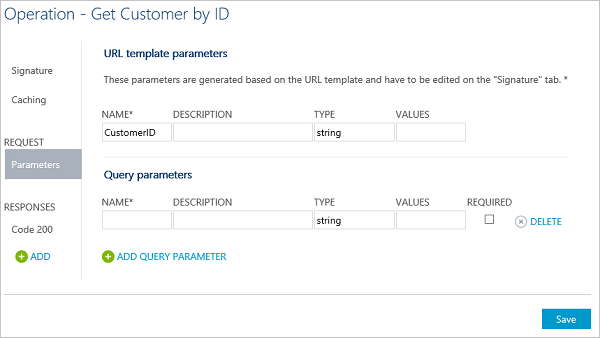 Operation - Get Customer by ID
Signature
Caching
REQUEST
Parameters
RESPONSES
Code 200
ADD
URL template parameters
These parameters are generated based on the URL template and have to be edited on the "Signature" tab. *
NAME* DESCRIPTION TYPE VALUES
CustomerID string
Query parameters
NAME* DESCRIPTION TYPE VALUES REQUIRED
string DELETE
ADD QUERY PARAMETER
Save